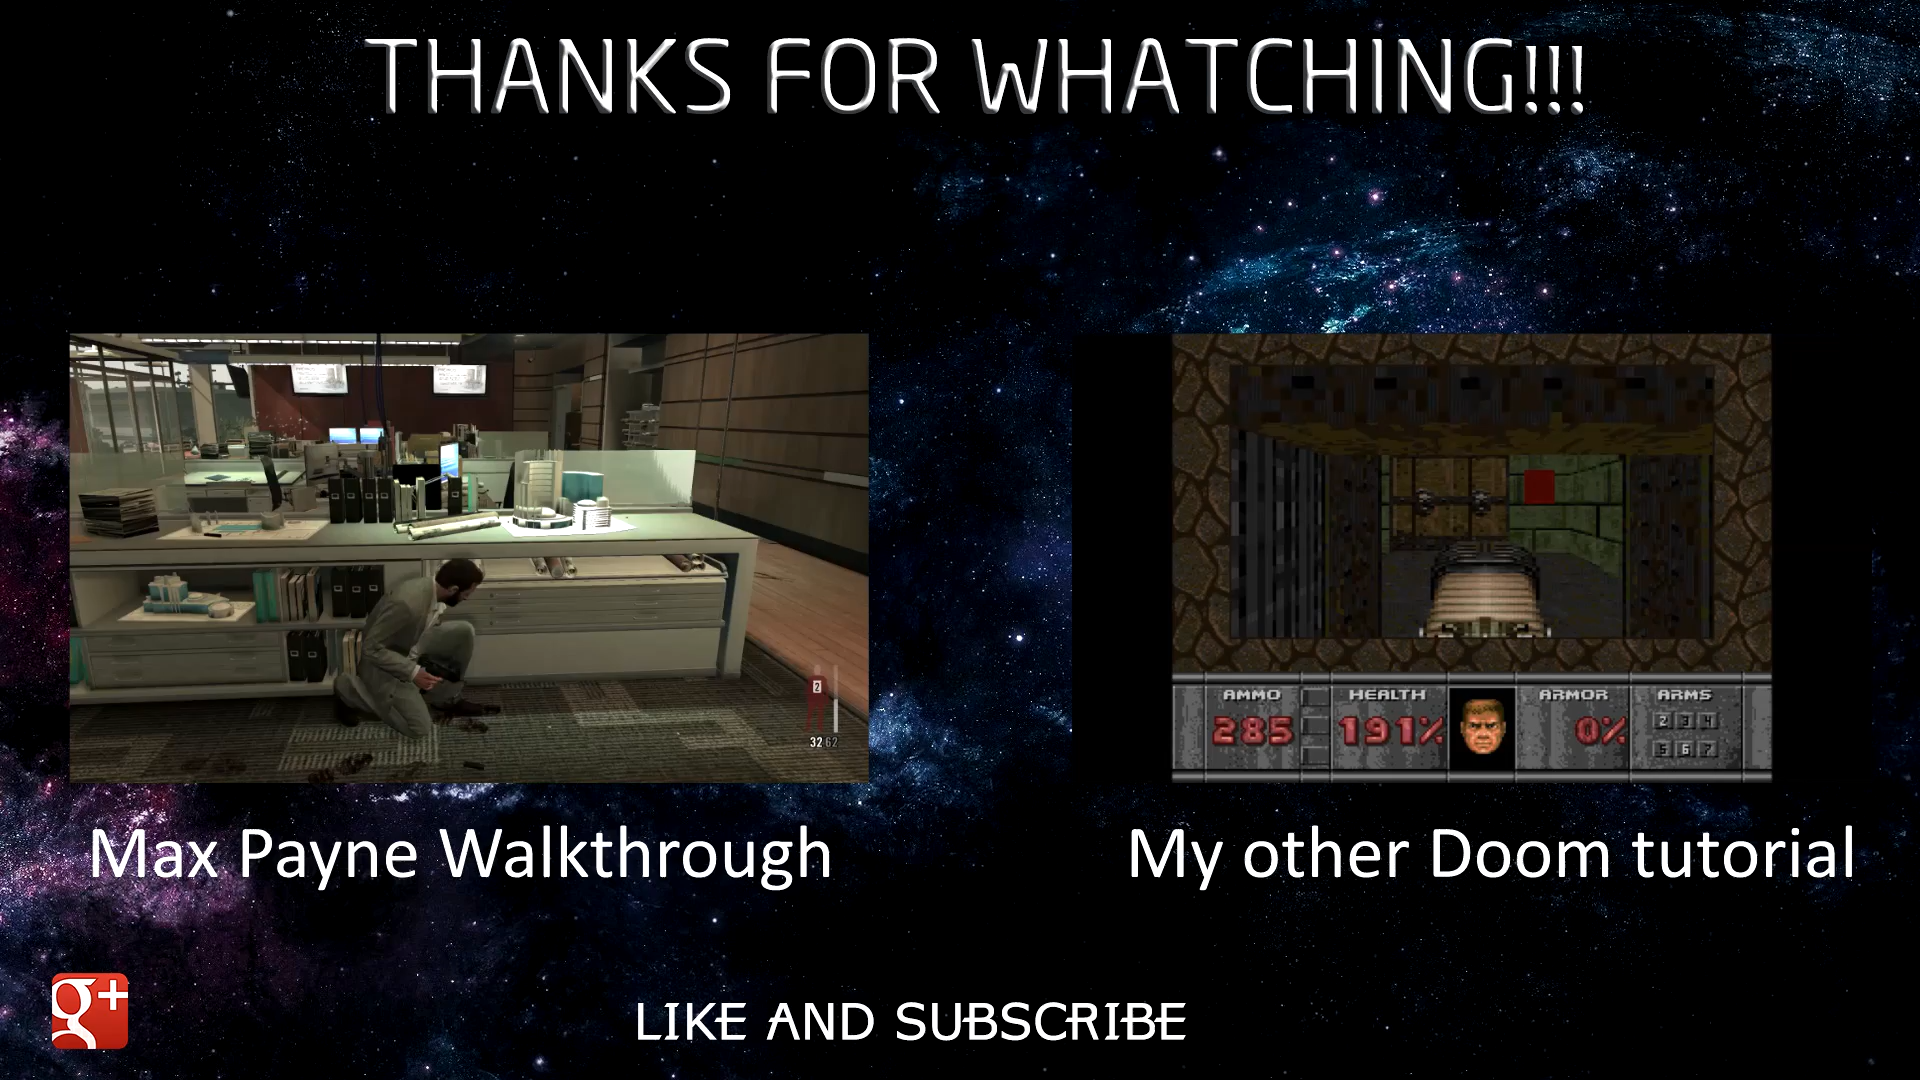 THANKS FOR WHATCHING!!!
2
32 62
AMMO HEALTH ARMOR ARMS
285 191% 0%
2 3 4
5 6 7
Max Payne Walkthrough
My other Doom tutorial
g+
LIKE AND SUBSCRIBE